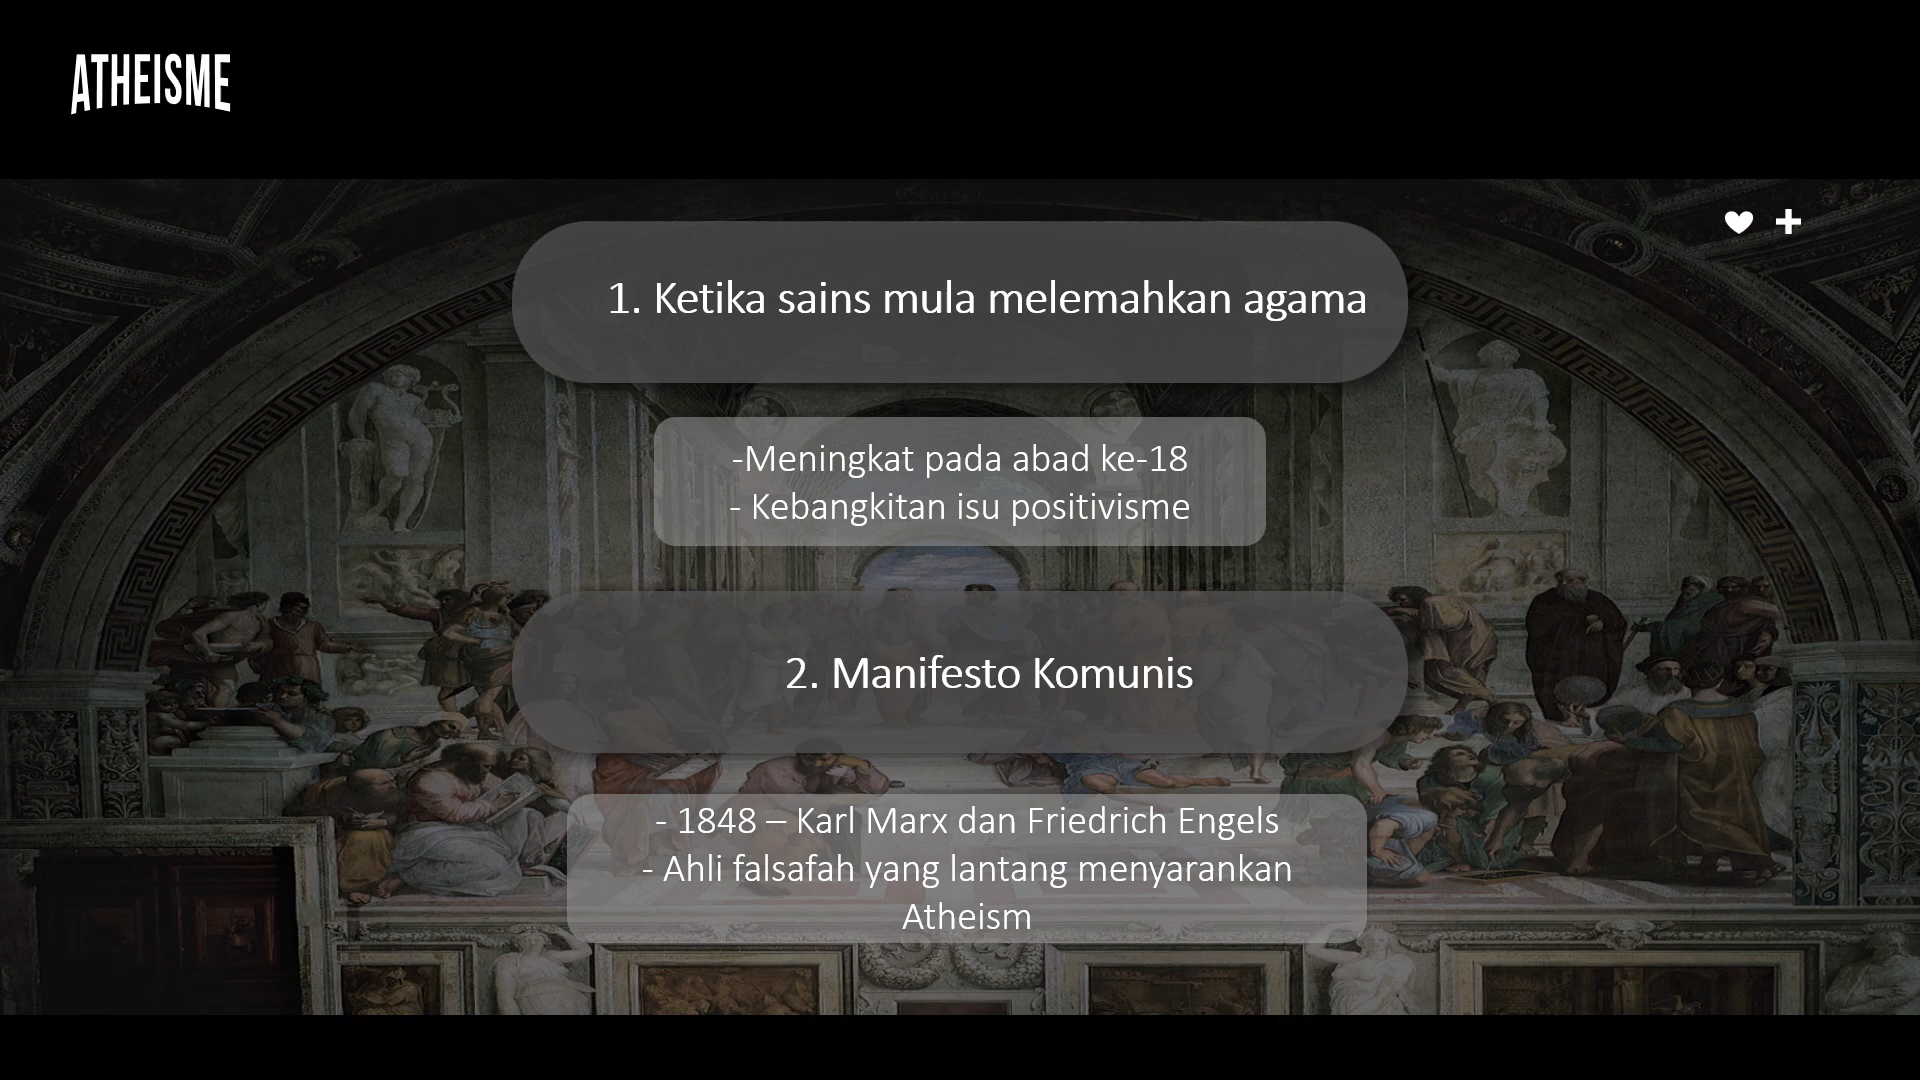 ATHEISME
1. Ketika sains mula melemahkan agama
-Meningkat pada abad ke-18
- Kebangkitan isu positivisme
2. Manifesto Komunis
- 1848 – Karl Marx dan Friedrich Engels
- Ahli falsafah yang lantang menyarankan
Atheism